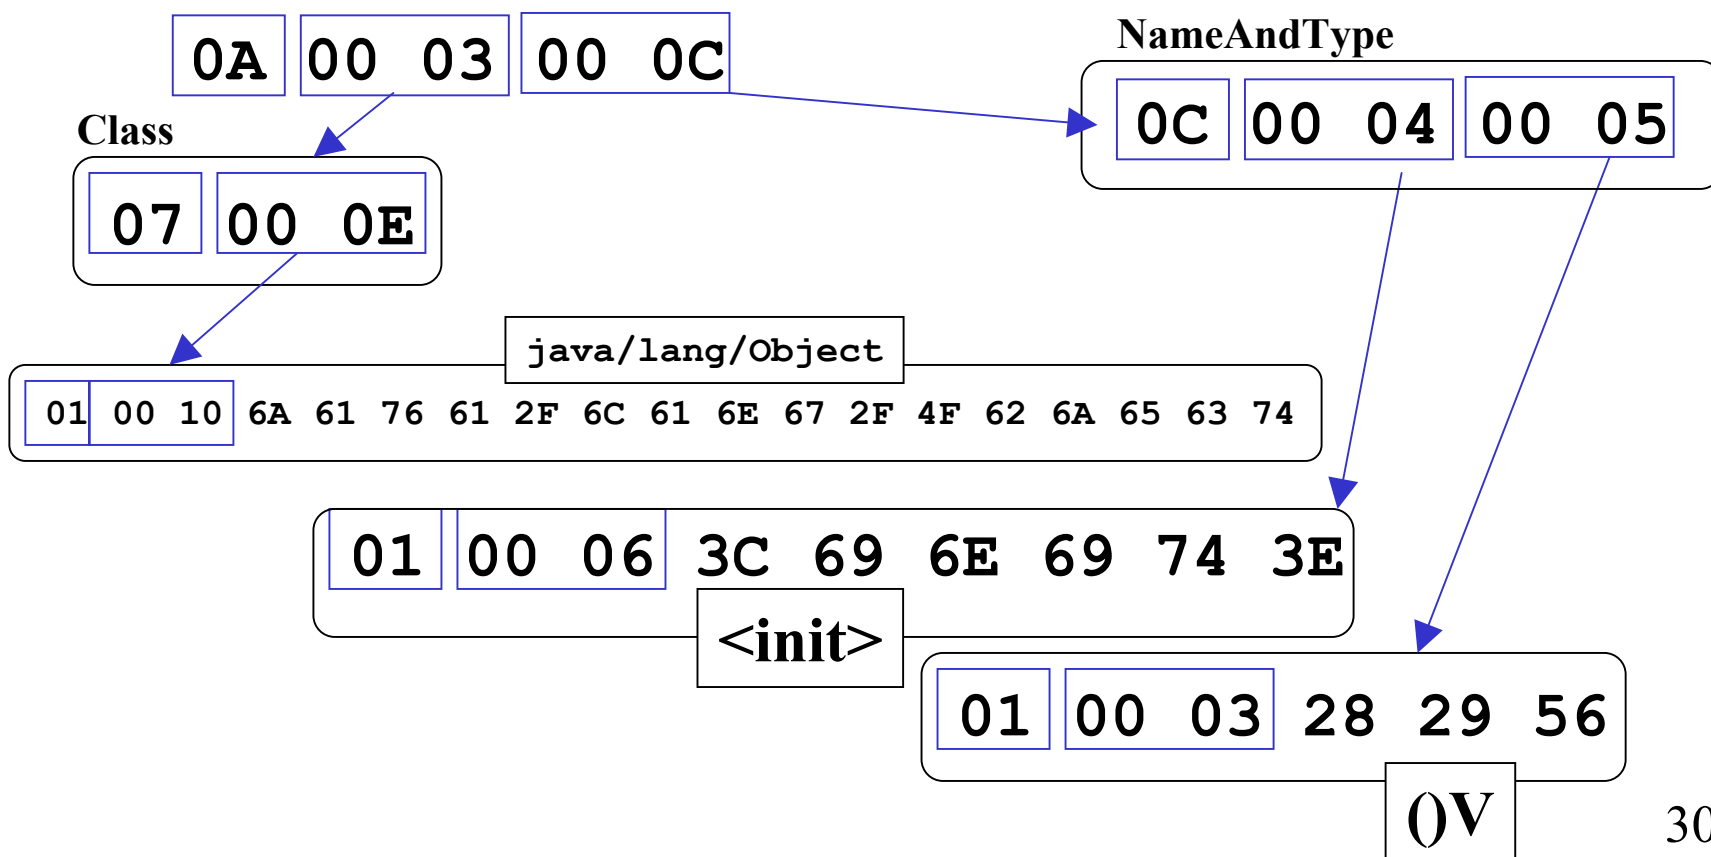 NameAndType
0A 00 03 00 0C
0C 00 04 00 05
Class
07 00 0E
java/lang/Object
01 00 10 6A 61 76 61 2F 6C 61 6E 67 2F 4F 62 6A 65 63 74
01 00 06 3C 69 6E 69 74 3E
<init>
01 00 03 28 29 56
()V
30